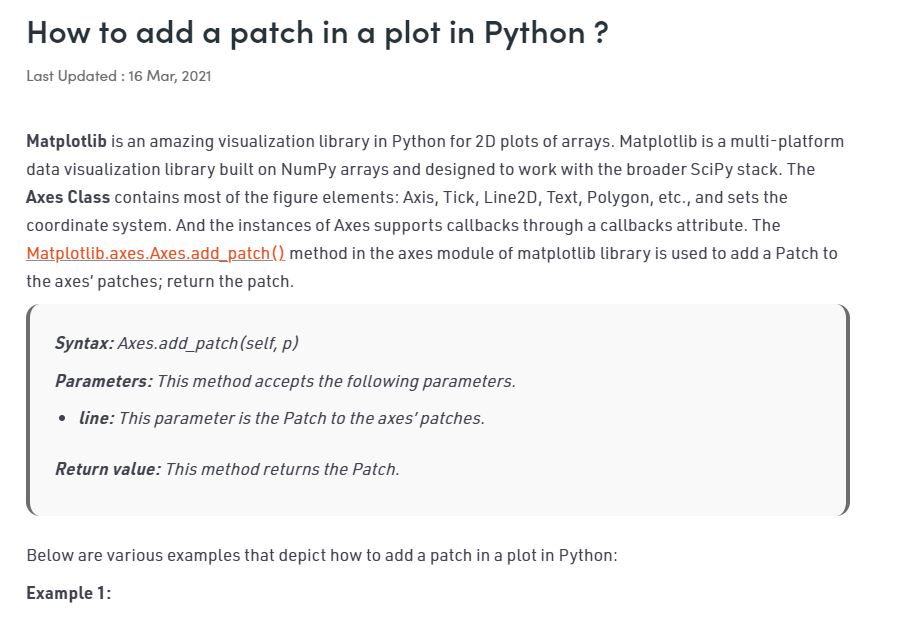 How to add a patch in a plot in Python ?
Last Updated : 16 Mar, 2021
Matplotlib is an amazing visualization library in Python for 2D plots of arrays. Matplotlib is a multi-platform
data visualization library built on NumPy arrays and designed to work with the broader SciPy stack. The
Axes Class contains most of the figure elements: Axis, Tick, Line2D, Text, Polygon, etc., and sets the
coordinate system. And the instances of Axes supports callbacks through a callbacks attribute. The
Matplotlib.axes.Axes.add_patch() method in the axes module of matplotlib library is used to add a Patch to
the axes’ patches; return the patch.
Syntax: Axes.add_patch(self, p)
Parameters: This method accepts the following parameters.
• line: This parameter is the Patch to the axes’ patches.
Return value: This method returns the Patch.
Below are various examples that depict how to add a patch in a plot in Python:
Example 1: